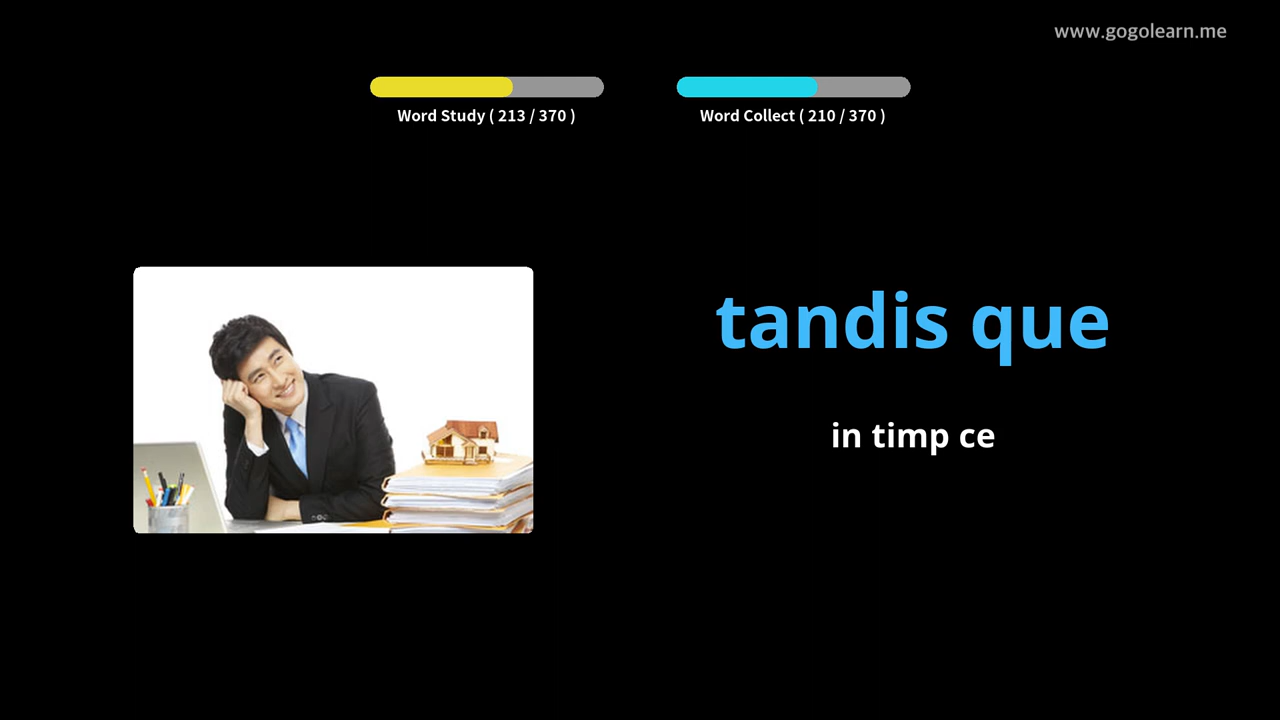 www.gogolearn.me
Word Study ( 213 / 370 )
Word Collect ( 210 / 370 )
tandis que
in timp ce